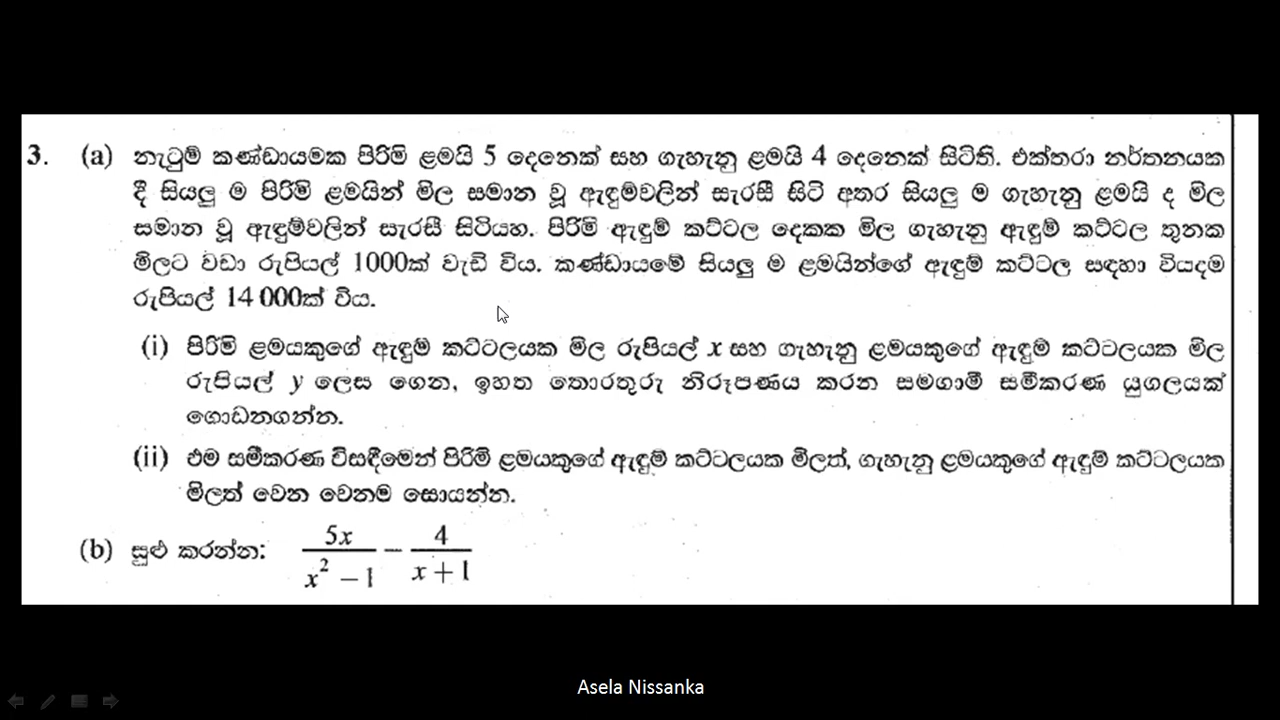 3. (a) නැටුම් කණ්ඩායමක පිරිමි ළමයි 5 දෙනෙක් සහ ගැහැනු ළමයි 4 දෙනෙක් සිටිති. එක්තරා නර්තනයක
දී සියලු ම පිරිමි ළමයින් මිල සමාන වූ ඇඳුම්වලින් සැරසී සිටි අතර සියලු ම ගැහැනු ළමයි ද මිල
සමාන වූ ඇඳුම්වලින් සැරසී සිටියහ. පිරිමි ඇඳුම් කට්ටල දෙකක මිල ගැහැනු ඇඳුම් කට්ටල තුනක
මිලට වඩා රුපියල් 1000ක් වැඩි විය. කණ්ඩායමේ සියලු ම ළමයින්ගේ ඇඳුම් කට්ටල සඳහා වියදම
රුපියල් 14 000ක් විය.
(i) පිරිමි ළමයකුගේ ඇඳුම් කට්ටලයක මිල රුපියල් x සහ ගැහැනු ළමයකුගේ ඇඳුම් කට්ටලයක මිල
රුපියල් y ලෙස ගෙන, ඉහත තොරතුරු නිරූපණය කරන සමගාමී සමීකරණ යුගලයක්
ගොඩනගන්න.
(ii) එම සමීකරණ විසඳීමෙන් පිරිමි ළමයකුගේ ඇඳුම් කට්ටලයක මිලත්, ගැහැනු ළමයකුගේ ඇඳුම් කට්ටලයක
මිලත් වෙන වෙනම සොයන්න.
(b) සුළු කරන්න: 5x/(x² − 1) − 4/(x + 1)
Asela Nissanka